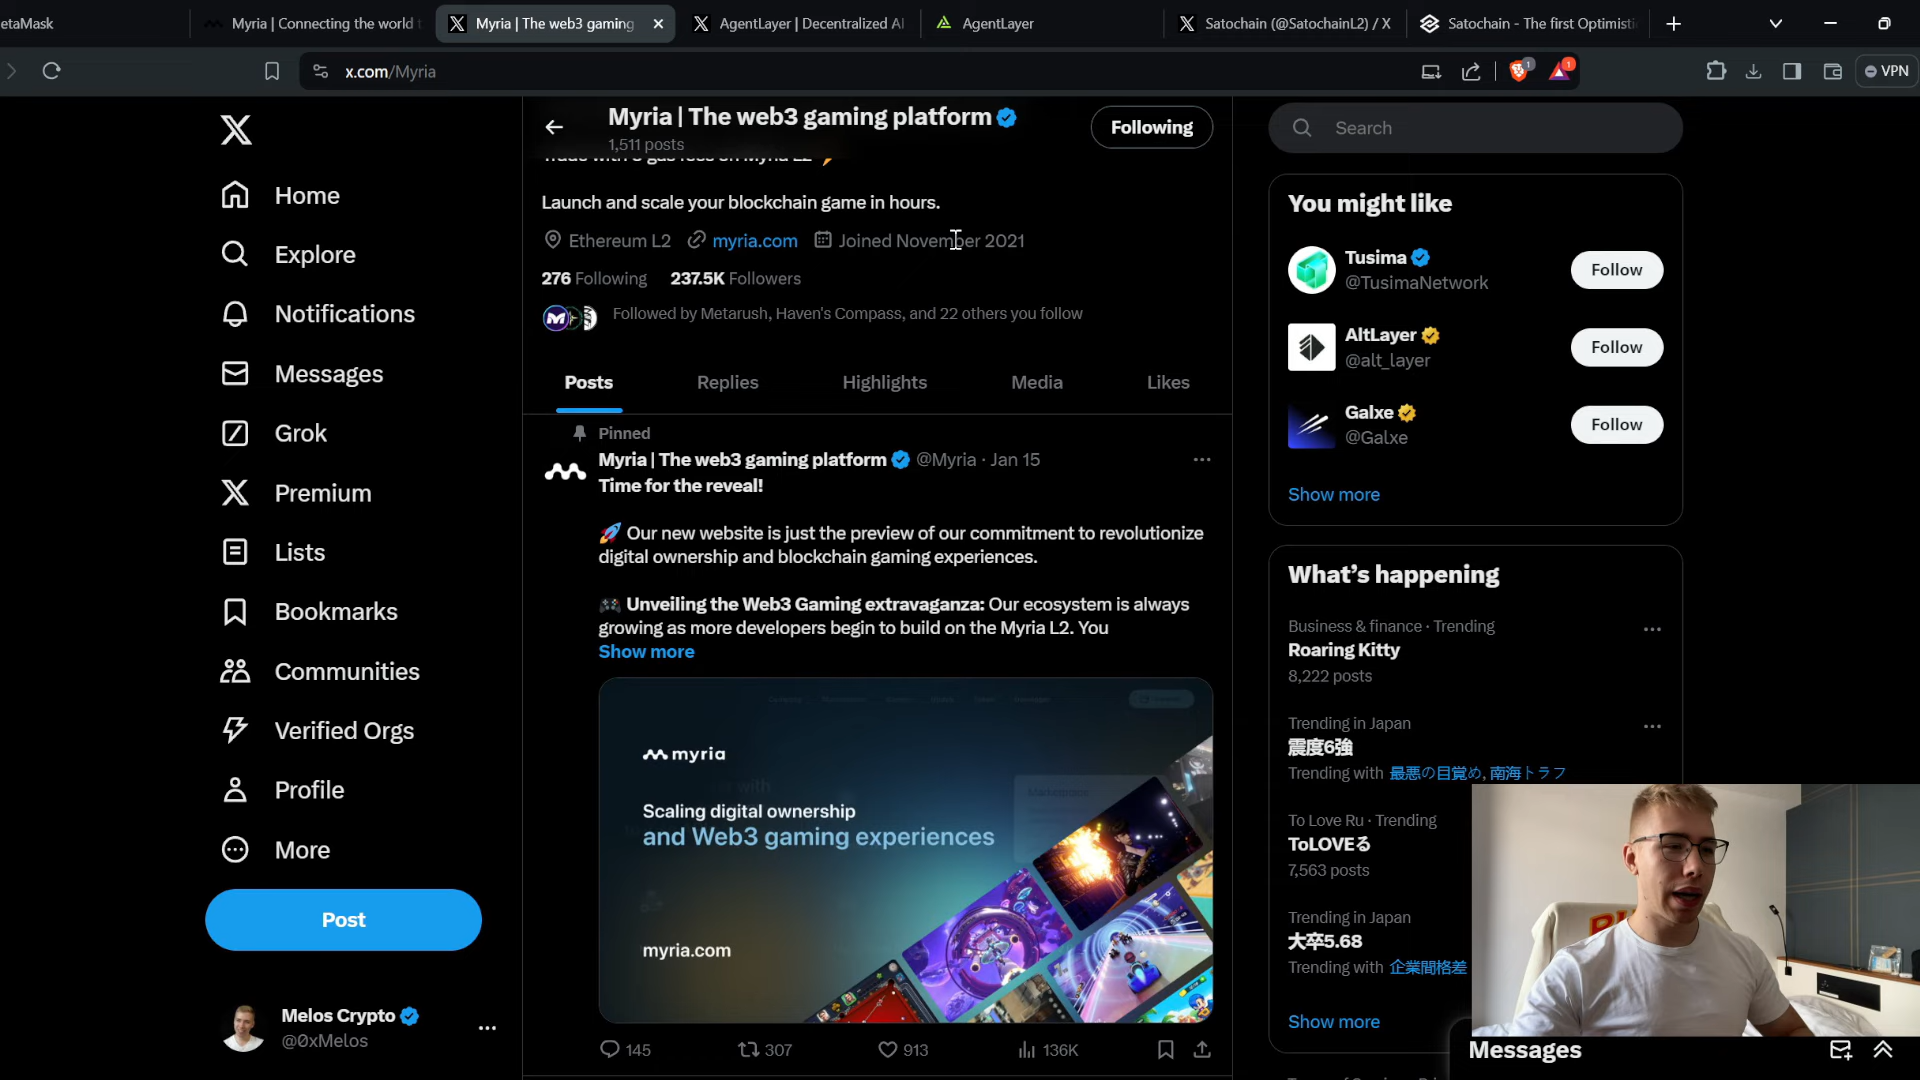 etaMask
Myria | Connecting the world t
Myria | The web3 gaming
AgentLayer | Decentralized AI
AgentLayer
Satochain (@SatochainL2) / X
Satochain - The first Optimisti
x.com/Myria
1
1
VPN
Home
Explore
Notifications
Messages
Grok
Premium
Lists
Bookmarks
Communities
Verified Orgs
Profile
More
Post
Melos Crypto
@0xMelos
Myria | The web3 gaming platform
1,511 posts
Following
Launch and scale your blockchain game in hours.
Ethereum L2 myria.com Joined November 2021
276 Following 237.5K Followers
Followed by Metarush, Haven's Compass, and 22 others you follow
Posts Replies Highlights Media Likes
Pinned
Myria | The web3 gaming platform @Myria · Jan 15
Time for the reveal!
🚀 Our new website is just the preview of our commitment to revolutionize
digital ownership and blockchain gaming experiences.
🎮 Unveiling the Web3 Gaming extravaganza: Our ecosystem is always
growing as more developers begin to build on the Myria L2. You
Show more
myria
Scaling digital ownership
and Web3 gaming experiences
myria.com
145 307 913 136K
Search
You might like
Tusima
@TusimaNetwork
Follow
AltLayer
@alt_layer
Follow
Galxe
@Galxe
Follow
Show more
What's happening
Business & finance · Trending
Roaring Kitty
8,222 posts
Trending in Japan
震度6強
Trending with 最悪の目覚め, 南海トラフ
To Love Ru · Trending
ToLOVEる
7,563 posts
Trending in Japan
大卒5.68
Trending with 企業間格差
Show more
Messages